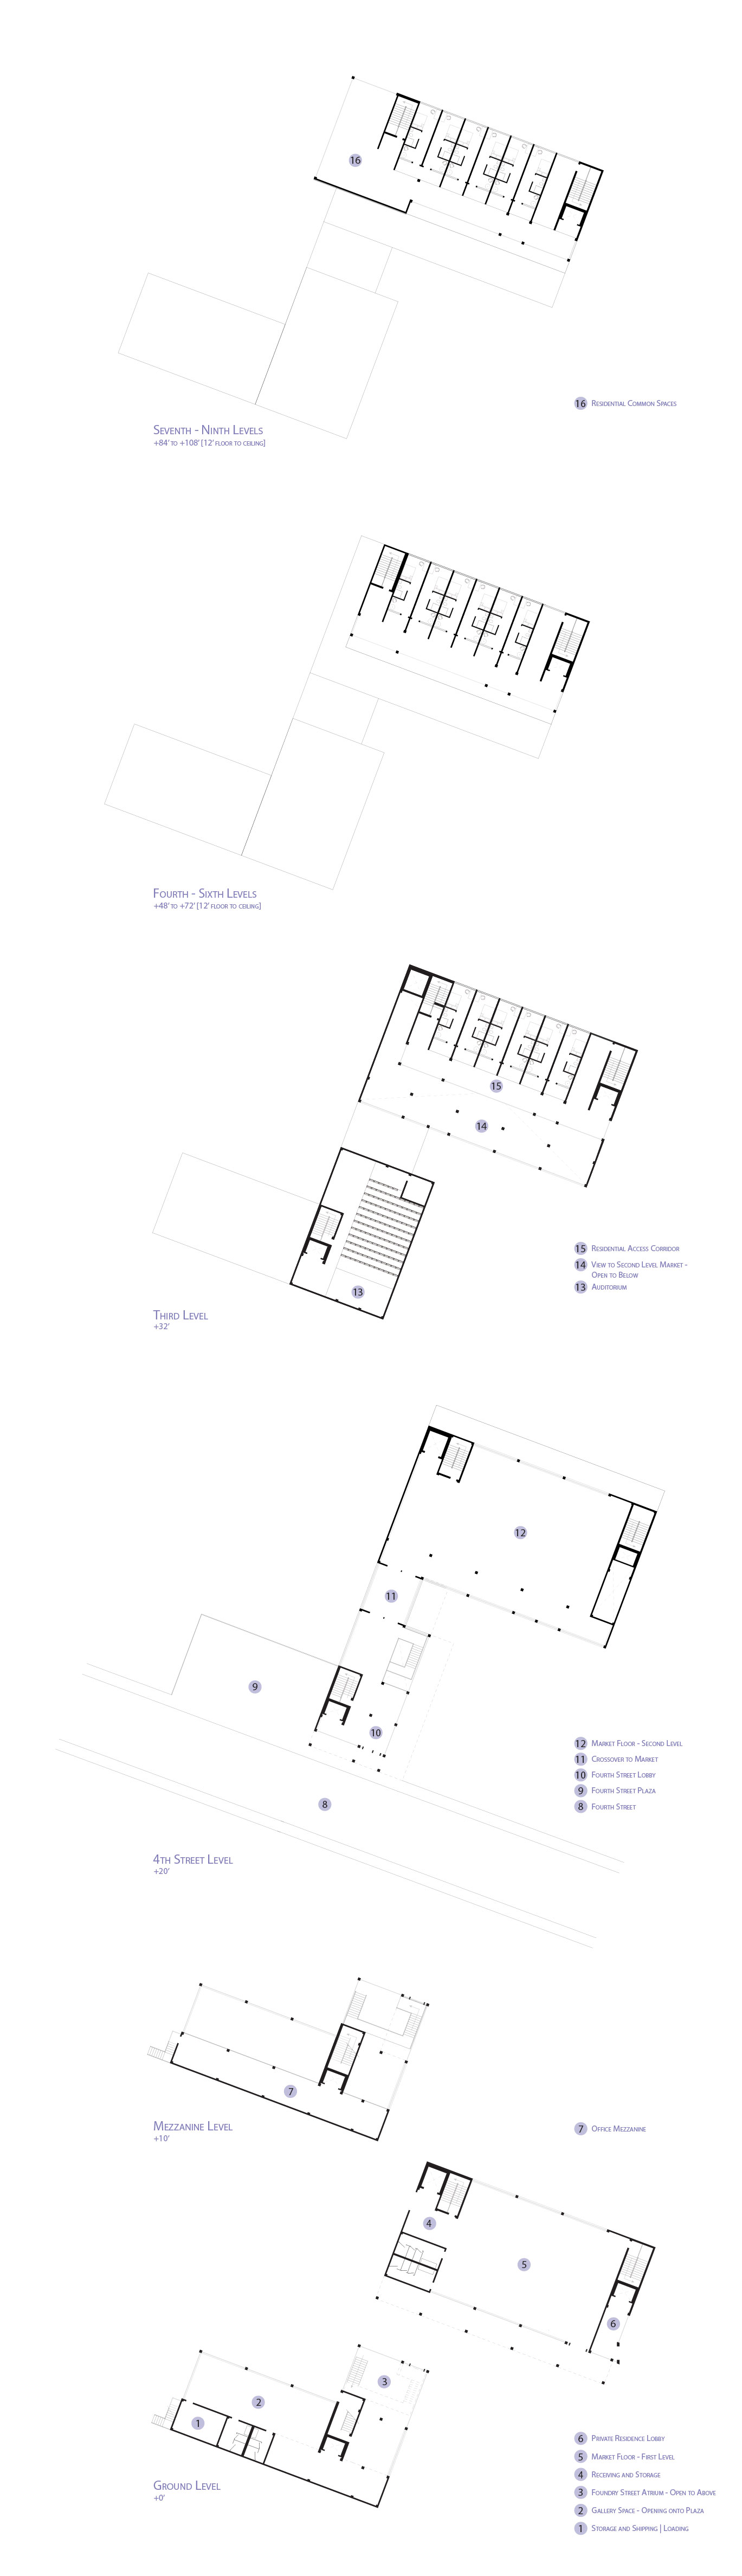 16
16 Residential Common Spaces
Seventh - Ninth Levels
+84' to +108' [12' floor to ceiling]
Fourth - Sixth Levels
+48' to +72' [12' floor to ceiling]
15
14
13
15 Residential Access Corridor
14 View to Second Level Market -
Open to Below
13 Auditorium
Third Level
+32'
12
11
9
10
8
12 Market Floor - Second Level
11 Crossover to Market
10 Fourth Street Lobby
9 Fourth Street Plaza
8 Fourth Street
4th Street Level
+20'
7
7 Office Mezzanine
Mezzanine Level
+10'
4
5
6
3
2
1
6 Private Residence Lobby
5 Market Floor - First Level
4 Receiving and Storage
3 Foundry Street Atrium - Open to Above
2 Gallery Space - Opening onto Plaza
1 Storage and Shipping | Loading
Ground Level
+0'